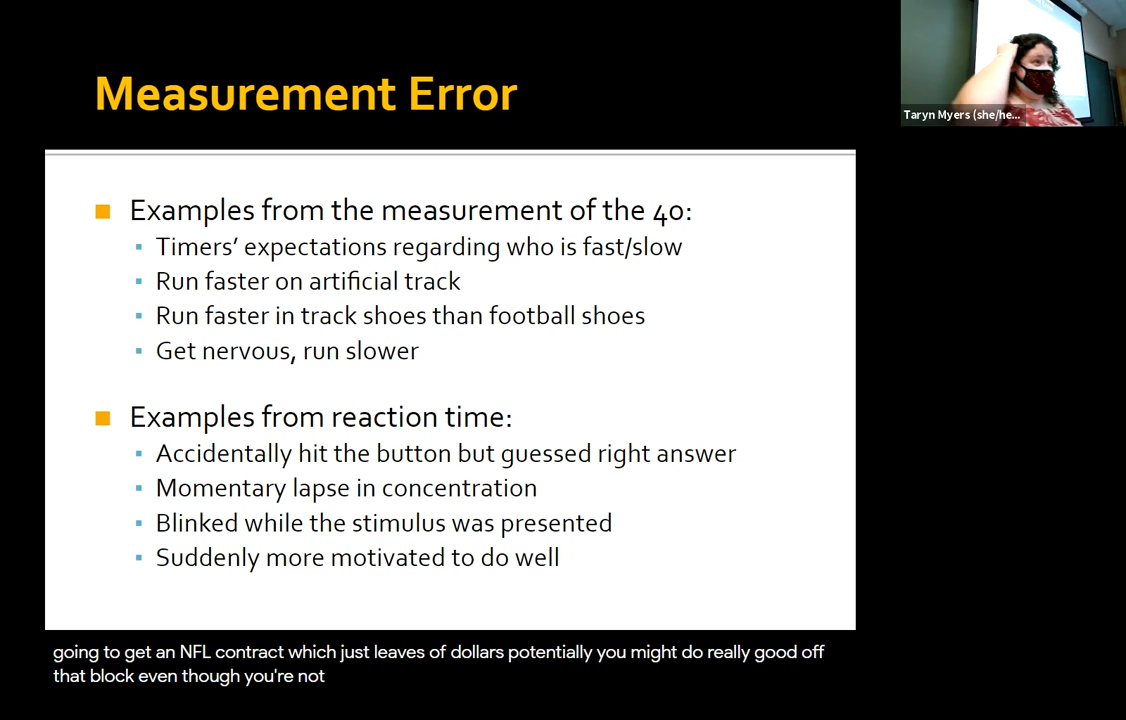 Measurement Error
Taryn Myers (she/he...
Examples from the measurement of the 40:
Timers' expectations regarding who is fast/slow
Run faster on artificial track
Run faster in track shoes than football shoes
Get nervous, run slower
Examples from reaction time:
Accidentally hit the button but guessed right answer
Momentary lapse in concentration
Blinked while the stimulus was presented
Suddenly more motivated to do well
going to get an NFL contract which just leaves of dollars potentially you might do really good off
that block even though you're not